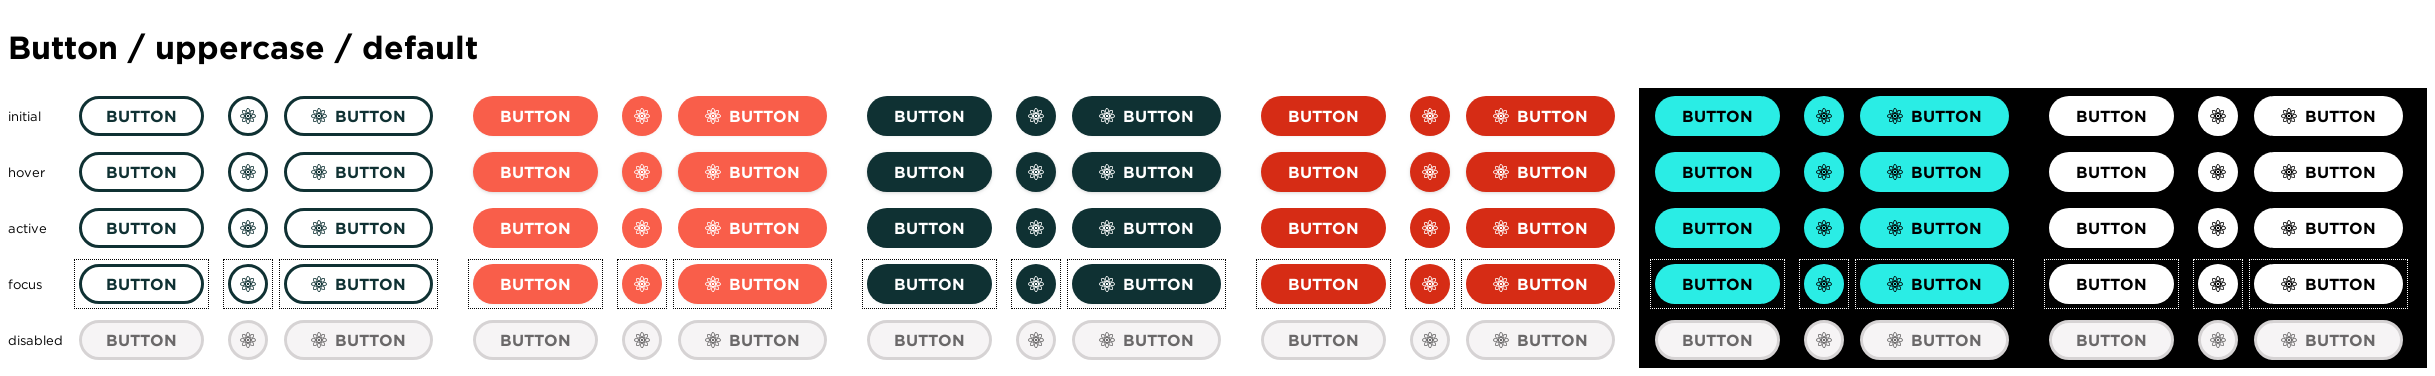 Button / uppercase / default
initial BUTTON BUTTON BUTTON BUTTON BUTTON BUTTON BUTTON BUTTON BUTTON BUTTON BUTTON BUTTON
hover BUTTON BUTTON BUTTON BUTTON BUTTON BUTTON BUTTON BUTTON BUTTON BUTTON BUTTON BUTTON
active BUTTON BUTTON BUTTON BUTTON BUTTON BUTTON BUTTON BUTTON BUTTON BUTTON BUTTON BUTTON
focus BUTTON BUTTON BUTTON BUTTON BUTTON BUTTON BUTTON BUTTON BUTTON BUTTON BUTTON BUTTON
disabled BUTTON BUTTON BUTTON BUTTON BUTTON BUTTON BUTTON BUTTON BUTTON BUTTON BUTTON BUTTON